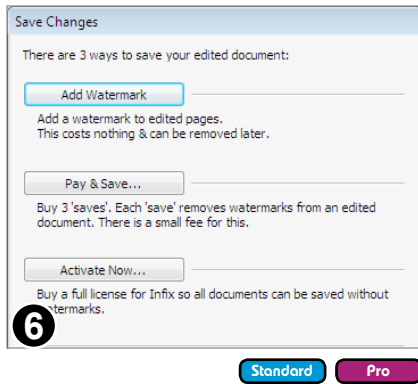 Save Changes
There are 3 ways to save your edited document:
Add Watermark
Add a watermark to edited pages.
This costs nothing & can be removed later.
Pay & Save...
Buy 3 'saves'. Each 'save' removes watermarks from an edited
document. There is a small fee for this.
Activate Now...
Buy a full license for Infix so all documents can be saved without
watermarks.
6
Standard Pro